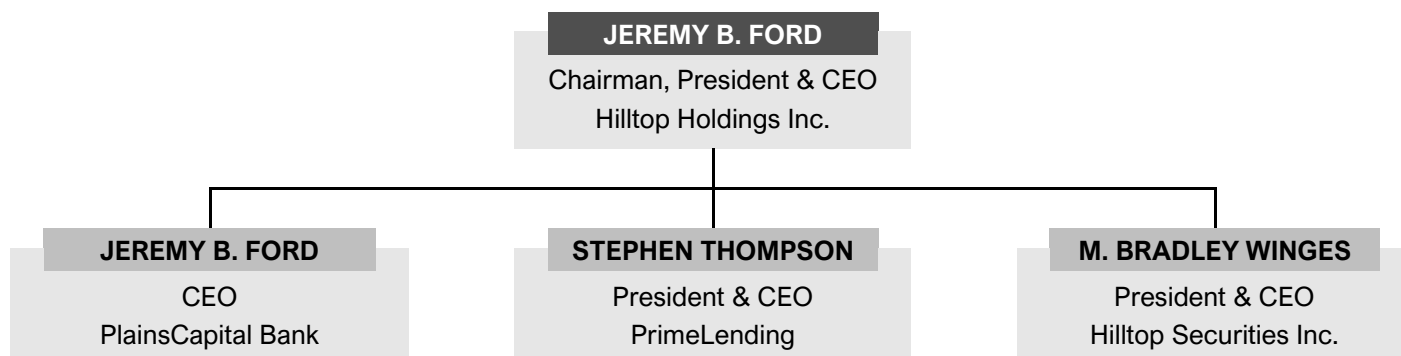 JEREMY B. FORD
Chairman, President & CEO
Hilltop Holdings Inc.
JEREMY B. FORD
CEO
PlainsCapital Bank
STEPHEN THOMPSON
President & CEO
PrimeLending
M. BRADLEY WINGES
President & CEO
Hilltop Securities Inc.